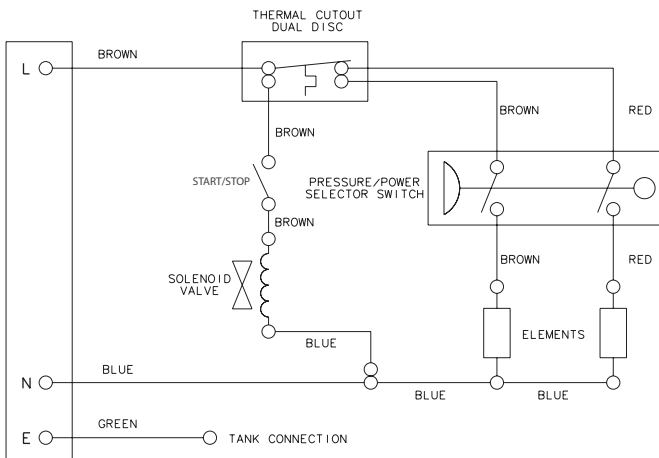 THERMAL CUTOUT
DUAL DISC
BROWN
L
BROWN
BROWN
RED
START/STOP
PRESSURE/POWER
SELECTOR SWITCH
BROWN
BROWN
RED
SOLENOID
VALVE
BLUE
ELEMENTS
N
BLUE
BLUE
BLUE
E
GREEN
TANK CONNECTION